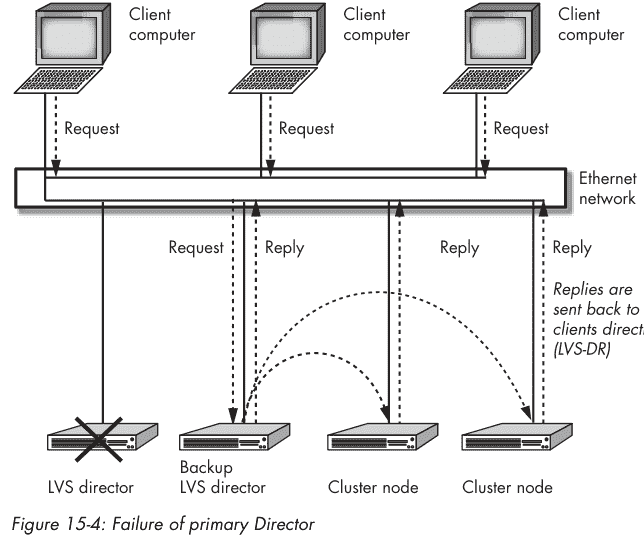 Client
computer
Client
computer
Client
computer
Request
Request
Request
Ethernet
network
Request
Reply
Reply
Reply
Replies are
sent back to
clients direct
(LVS-DR)
LVS director
Backup
LVS director
Cluster node
Cluster node
Figure 15-4: Failure of primary Director